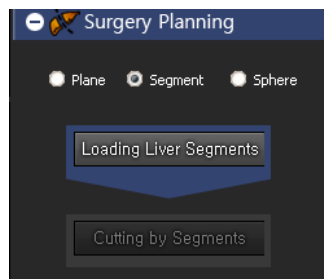 Surgery Planning
Plane Segment Sphere
Loading Liver Segments
Cutting by Segments